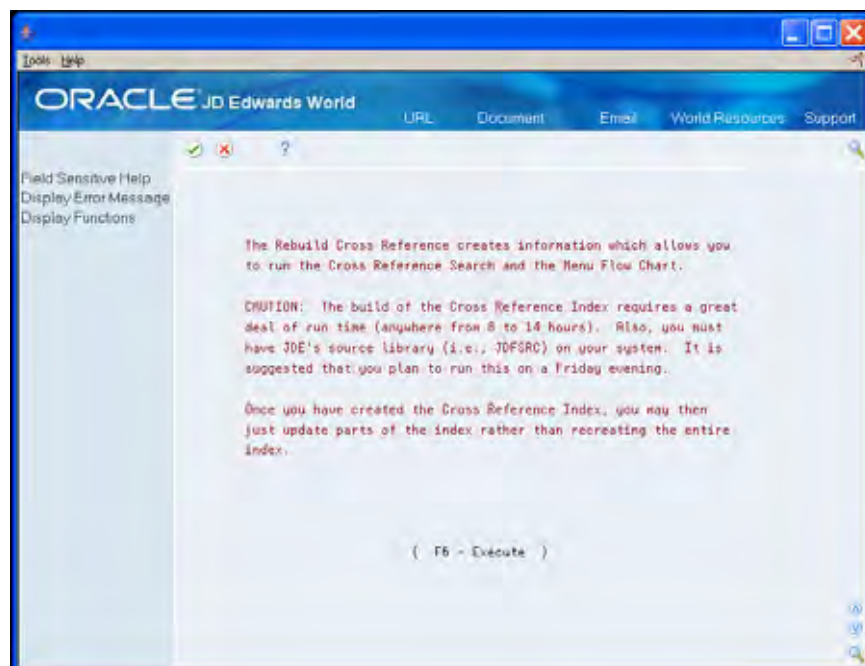 Tools Help
ORACLE JD Edwards World
URL Document Email World Resources Support
?
Field Sensitive Help
Display Error Message
Display Functions
The Rebuild Cross Reference creates information which allows you
to run the Cross Reference Search and the Menu Flow Chart.
CAUTION: The build of the Cross Reference Index requires a great
deal of run time (anywhere from 8 to 14 hours). Also, you must
have JDE's source library (i.e., JDFSRC) on your system. It is
suggested that you plan to run this on a Friday evening.
Once you have created the Cross Reference Index, you may then
just update parts of the index rather than recreating the entire
index.
( F6 - Execute )